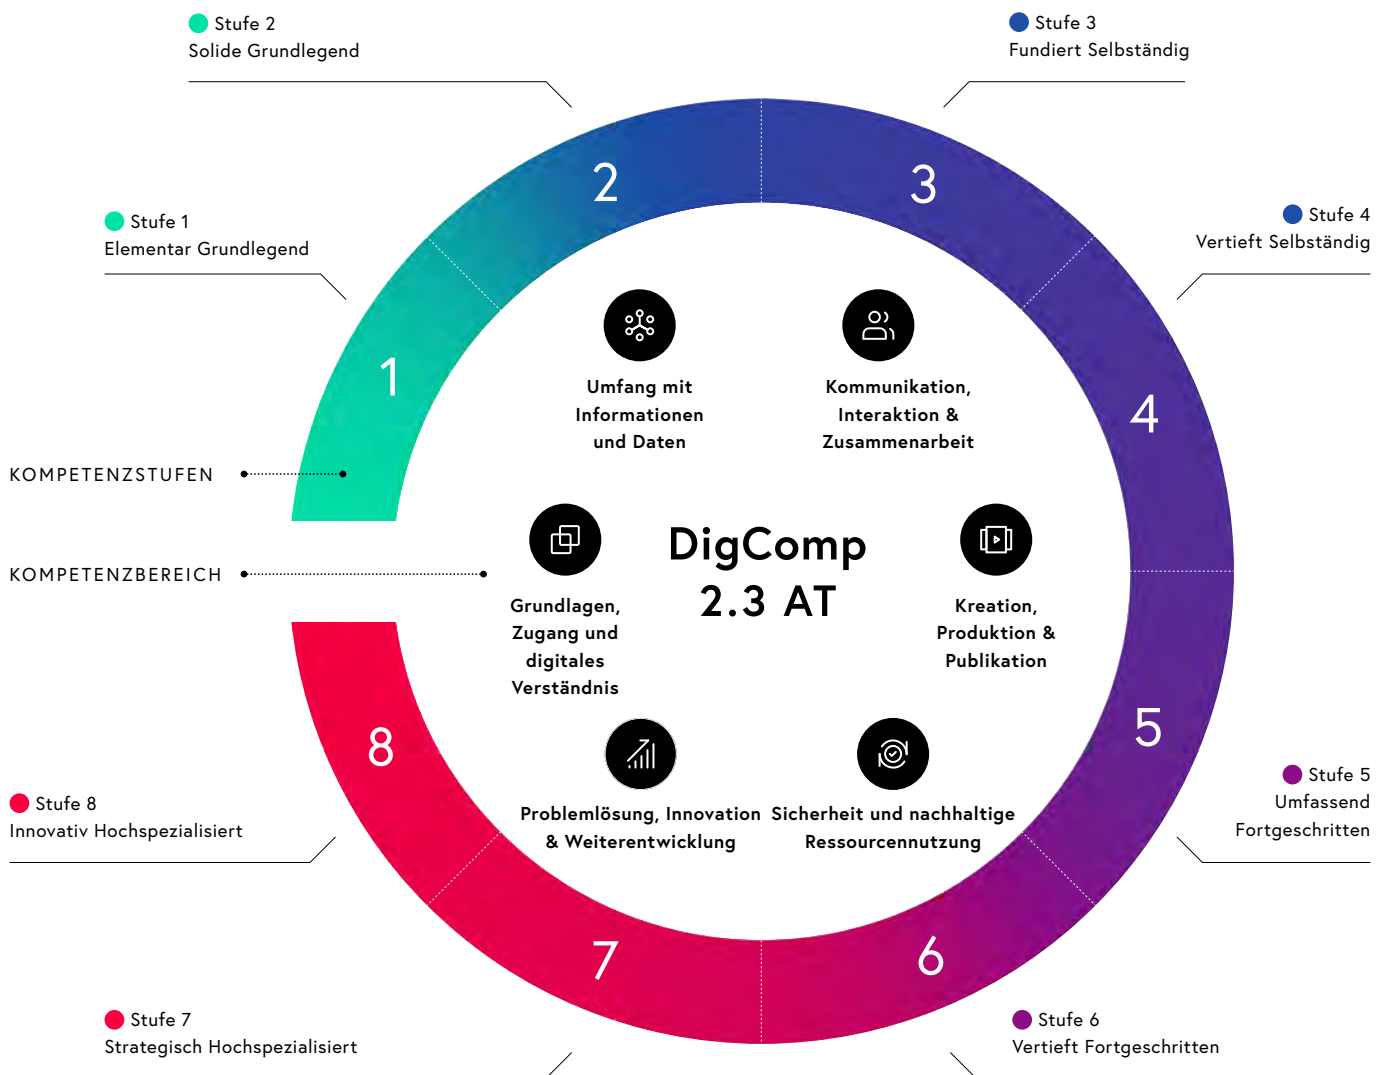 Stufe 2
Solide Grundlegend
Stufe 3
Fundiert Selbständig
2
3
Stufe 1
Elementar Grundlegend
Stufe 4
Vertieft Selbständig
1
4
Umfang mit
Informationen
und Daten
Kommunikation,
Interaktion &
Zusammenarbeit
KOMPETENZSTUFEN
KOMPETENZBEREICH
DigComp
2.3 AT
Grundlagen,
Zugang und
digitales
Verständnis
Kreation,
Produktion &
Publikation
8
5
Problemlösung, Innovation
& Weiterentwicklung
Sicherheit und nachhaltige
Ressourcennutzung
Stufe 8
Innovativ Hochspezialisiert
Stufe 5
Umfassend
Fortgeschritten
7
6
Stufe 7
Strategisch Hochspezialisiert
Stufe 6
Vertieft Fortgeschritten